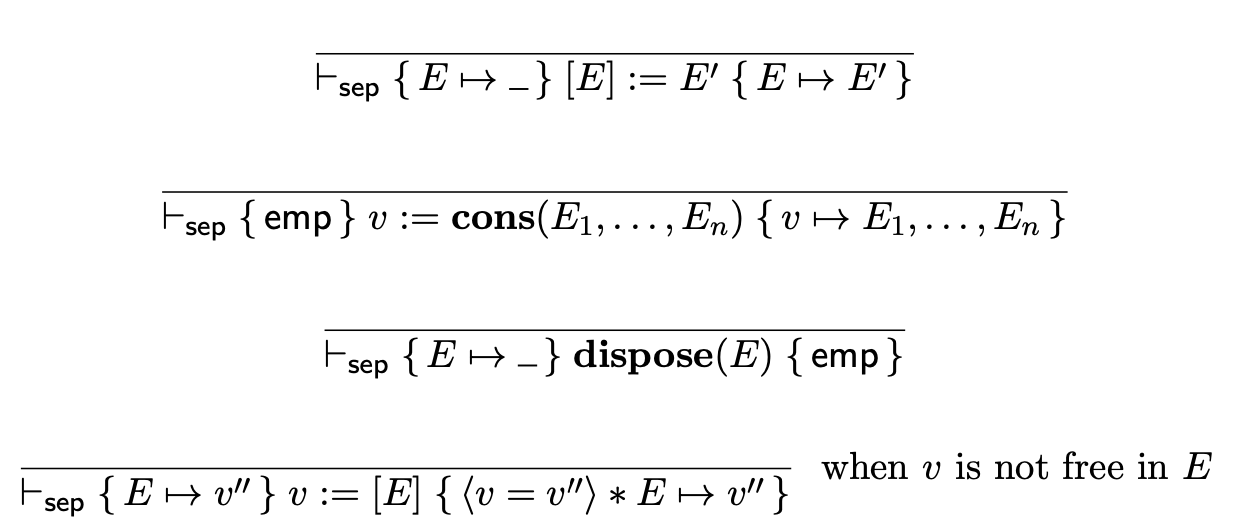 ⊢sep { E ↦ _ } [E] := E′ { E ↦ E′ }
⊢sep { emp } v := cons(E1, . . . , En) { v ↦ E1, . . . , En }
⊢sep { E ↦ _ } dispose(E) { emp }
⊢sep { E ↦ v″ } v := [E] { ⟨v = v″⟩ ∗ E ↦ v″ } when v is not free in E